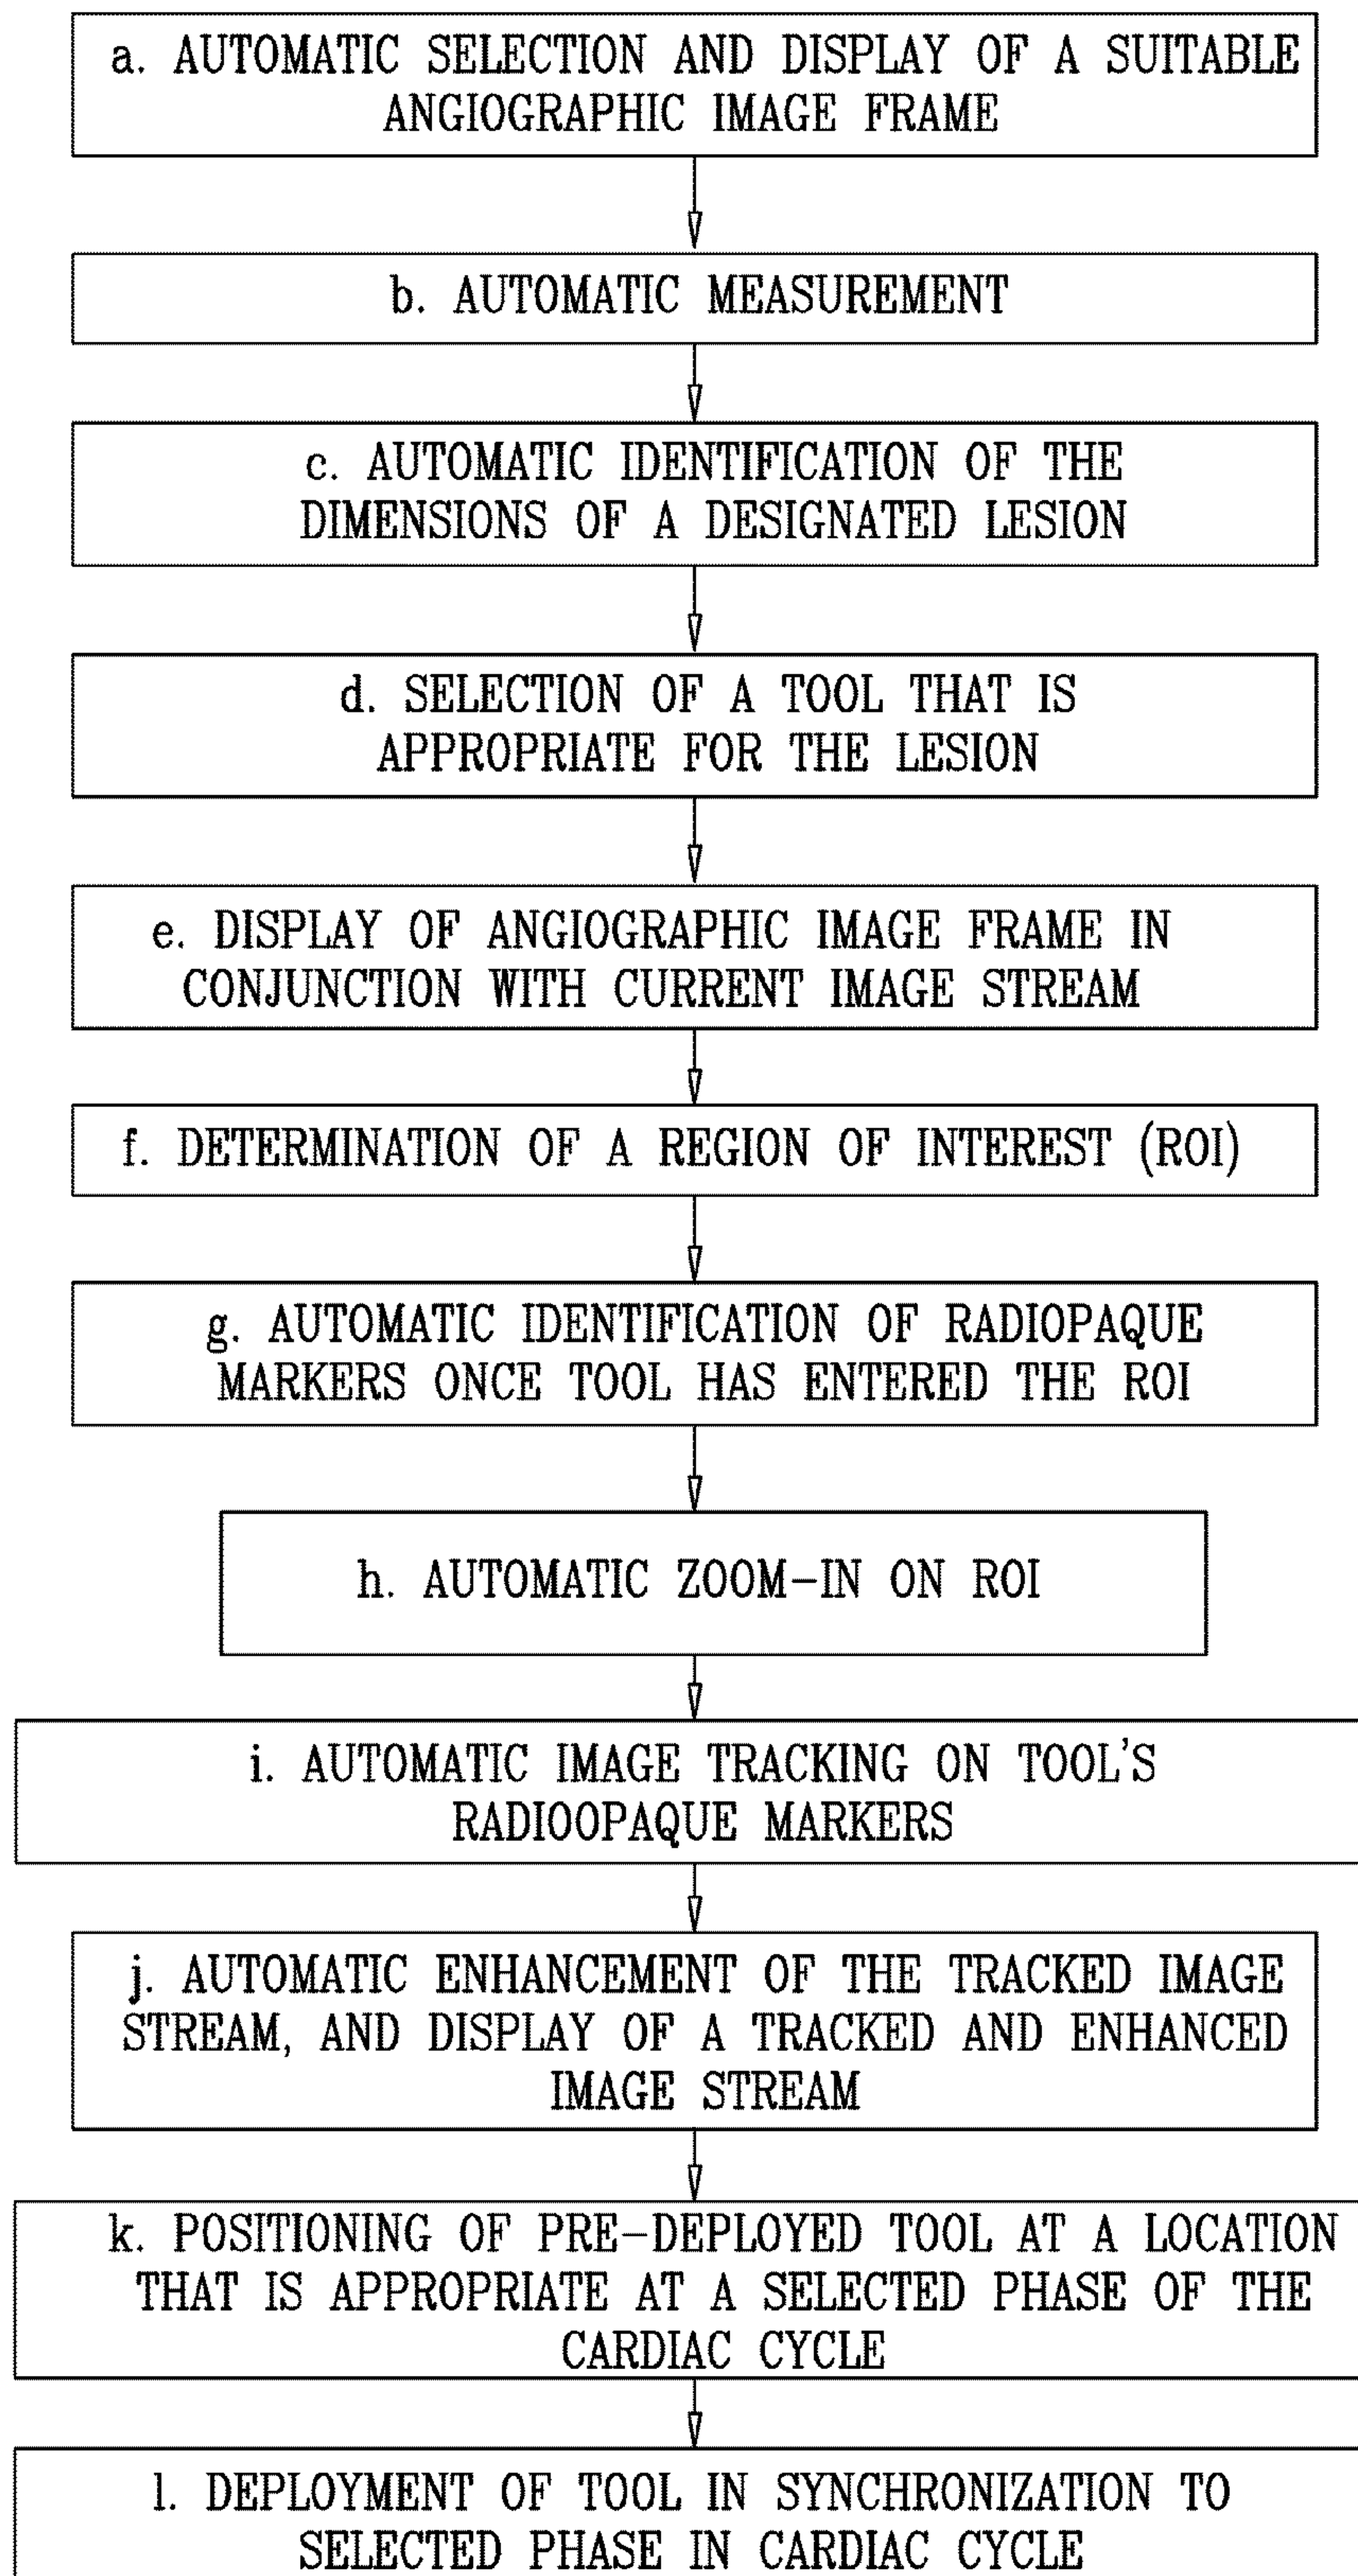 a. AUTOMATIC SELECTION AND DISPLAY OF A SUITABLE
ANGIOGRAPHIC IMAGE FRAME
b. AUTOMATIC MEASUREMENT
c. AUTOMATIC IDENTIFICATION OF THE
DIMENSIONS OF A DESIGNATED LESION
d. SELECTION OF A TOOL THAT IS
APPROPRIATE FOR THE LESION
e. DISPLAY OF ANGIOGRAPHIC IMAGE FRAME IN
CONJUNCTION WITH CURRENT IMAGE STREAM
f. DETERMINATION OF A REGION OF INTEREST (ROI)
g. AUTOMATIC IDENTIFICATION OF RADIOPAQUE
MARKERS ONCE TOOL HAS ENTERED THE ROI
h. AUTOMATIC ZOOM-IN ON ROI
i. AUTOMATIC IMAGE TRACKING ON TOOL'S
RADIOOPAQUE MARKERS
j. AUTOMATIC ENHANCEMENT OF THE TRACKED IMAGE
STREAM, AND DISPLAY OF A TRACKED AND ENHANCED
IMAGE STREAM
k. POSITIONING OF PRE-DEPLOYED TOOL AT A LOCATION
THAT IS APPROPRIATE AT A SELECTED PHASE OF THE
CARDIAC CYCLE
l. DEPLOYMENT OF TOOL IN SYNCHRONIZATION TO
SELECTED PHASE IN CARDIAC CYCLE